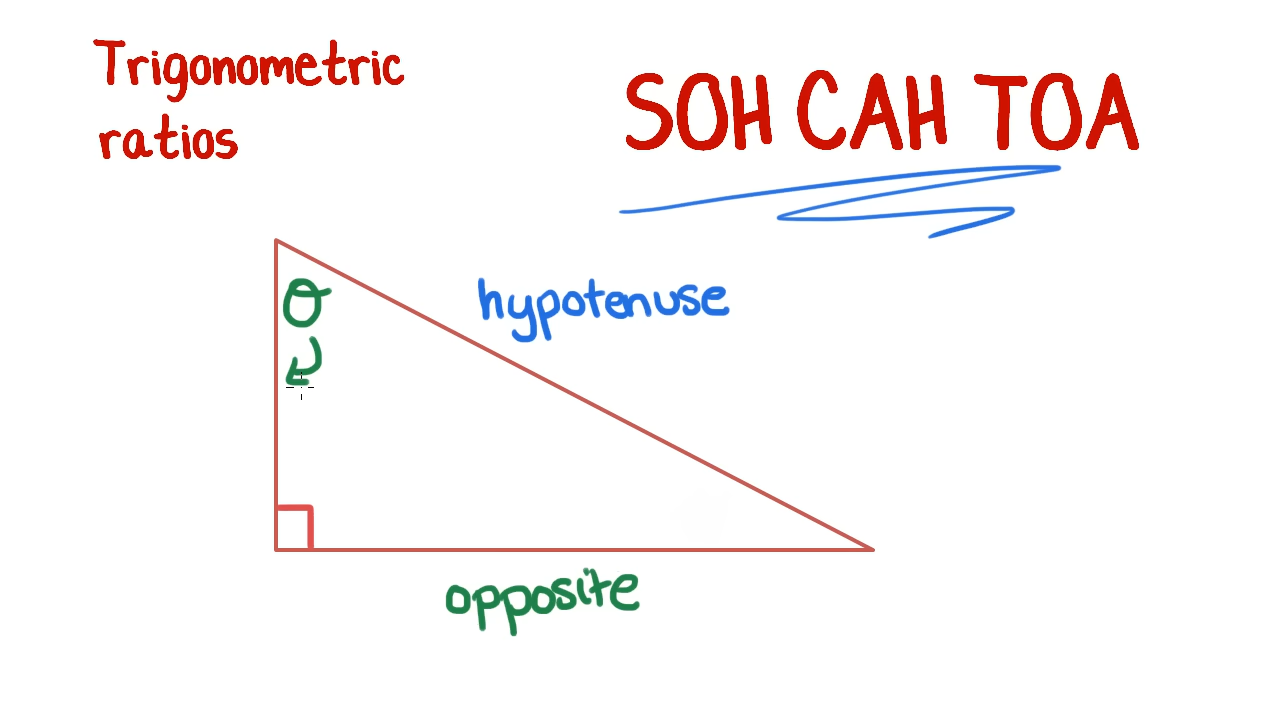 Trigonometric
ratios
SOH CAH TOA
θ
hypotenuse
opposite